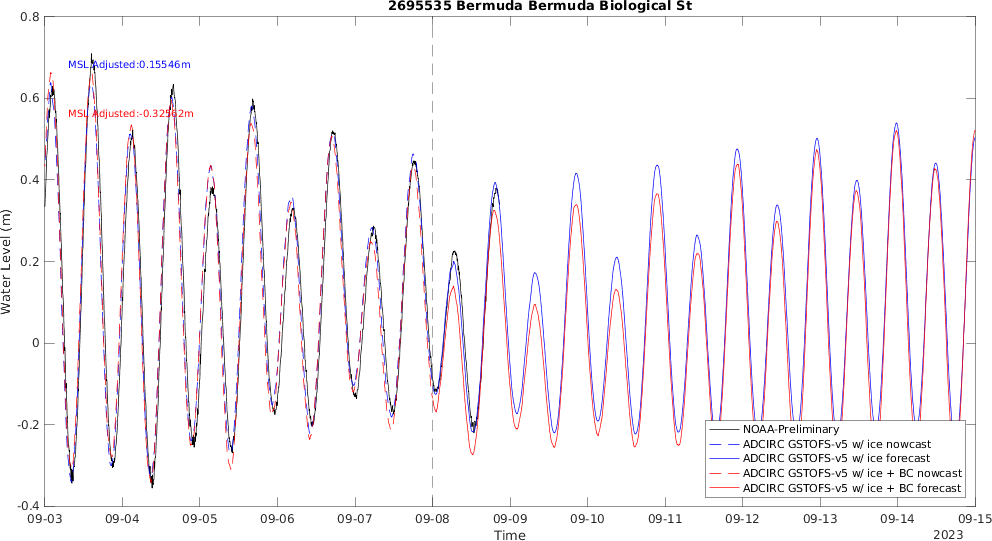 2695535 Bermuda Bermuda Biological St
0.8
MSL Adjusted:0.15546m
0.6
MSL Adjusted:-0.32562m
0.4
0.2
0
-0.2
-0.4
Water Level (m)
NOAA-Preliminary
ADCIRC GSTOFS-v5 w/ ice nowcast
ADCIRC GSTOFS-v5 w/ ice forecast
ADCIRC GSTOFS-v5 w/ ice + BC nowcast
ADCIRC GSTOFS-v5 w/ ice + BC forecast
09-03 09-04 09-05 09-06 09-07 09-08 09-09 09-10 09-11 09-12 09-13 09-14 09-15
Time
2023